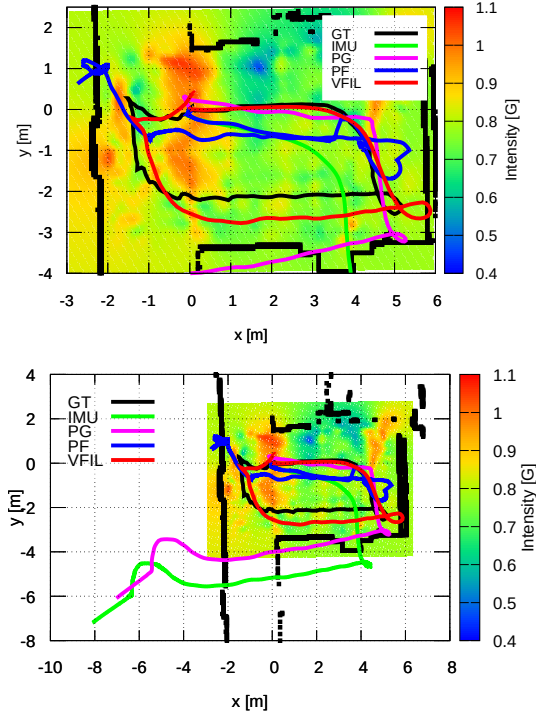 GT
IMU
PG
PF
VFIL
2
1
0
-1
-2
-3
-4
y [m]
-3 -2 -1 0 1 2 3 4 5 6
x [m]
1.1
1
0.9
0.8
0.7
0.6
0.5
0.4
Intensity [G]
GT
IMU
PG
PF
VFIL
4
2
0
-2
-4
-6
-8
y [m]
-10 -8 -6 -4 -2 0 2 4 6 8
x [m]
1.1
1
0.9
0.8
0.7
0.6
0.5
0.4
Intensity [G]